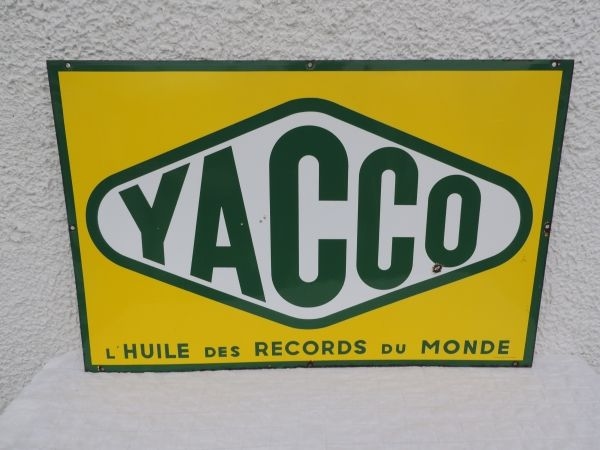 YACCO
L'HUILE DES RECORDS DU MONDE